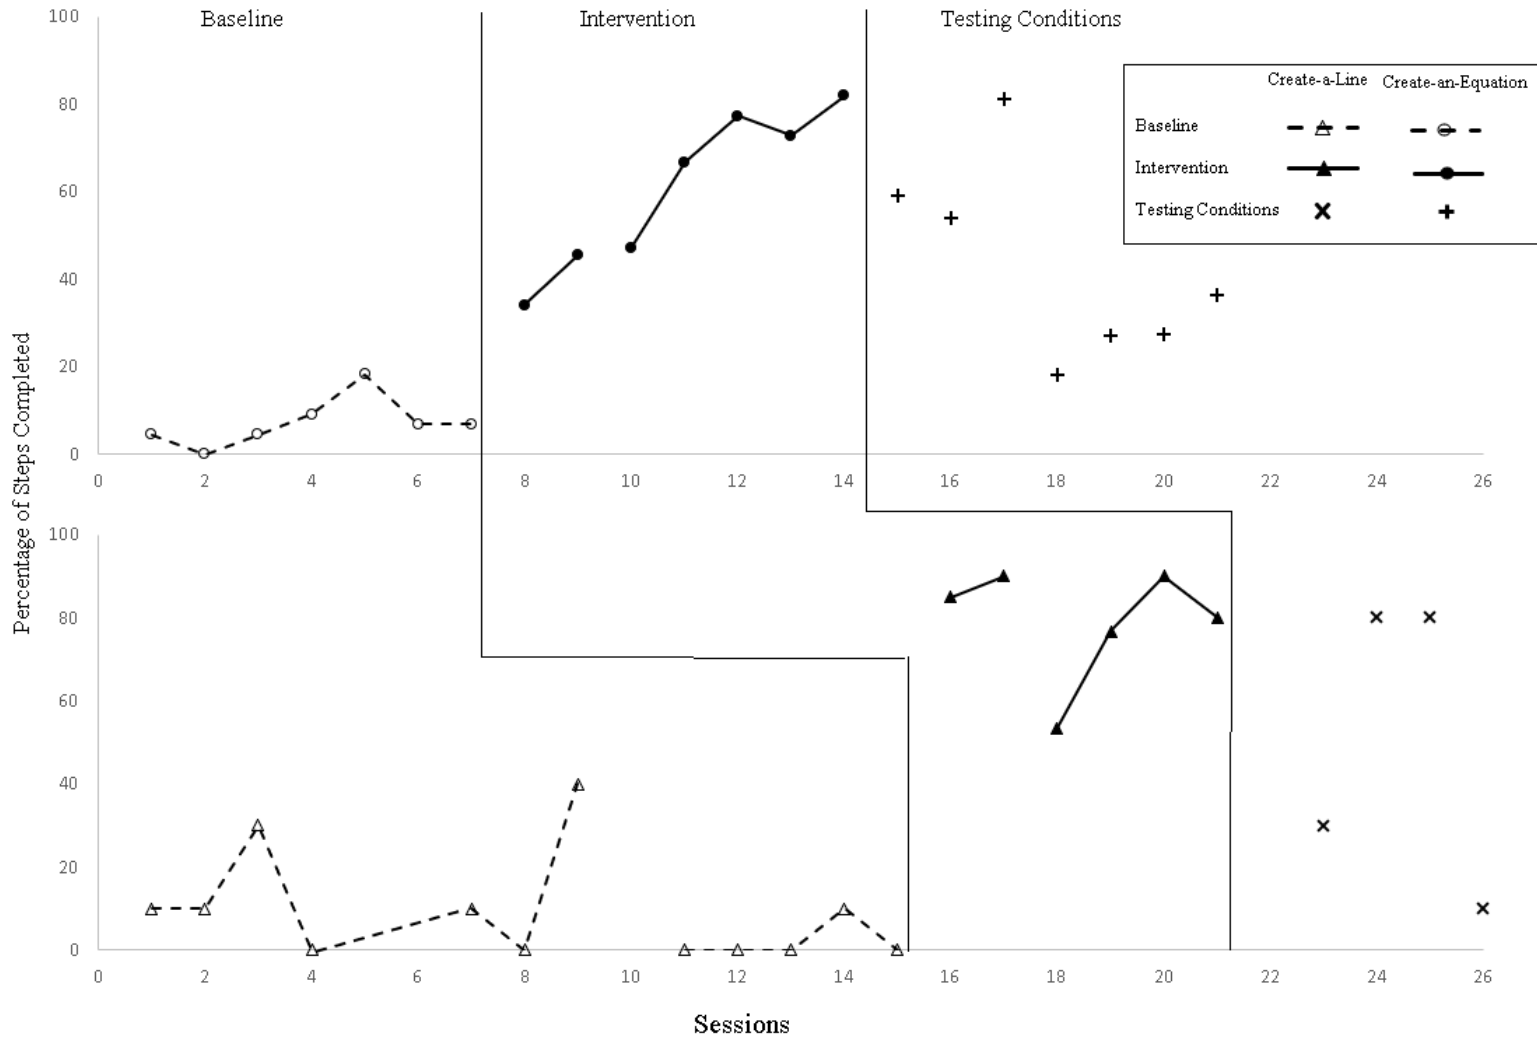 Baseline Intervention Testing Conditions
Create-a-Line Create-an-Equation
Baseline
Intervention
Testing Conditions
Percentage of Steps Completed
100
80
60
40
20
0
0 2 4 6 8 10 12 14 16 18 20 22 24 26
100
80
60
40
20
0
0 2 4 6 8 10 12 14 16 18 20 22 24 26
Sessions